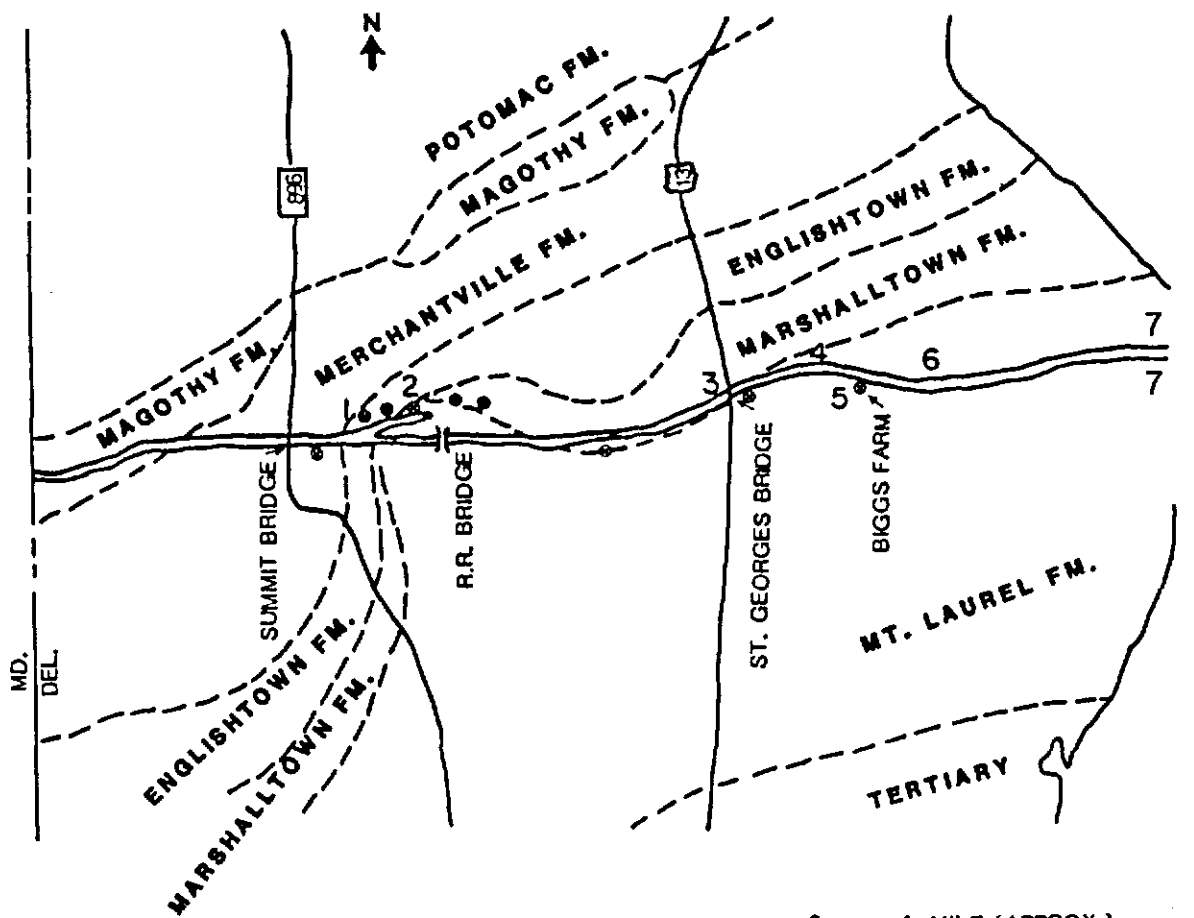 N
POTOMAC FM.
MAGOTHY FM.
896
13
ENGLISHTOWN FM.
MERCHANTVILLE FM.
MARSHALLTOWN FM.
MAGOTHY FM.
1
2
3
4
5
6
7
7
SUMMIT BRIDGE
R.R. BRIDGE
ST. GEORGES BRIDGE
BIGGS FARM
MT. LAUREL FM.
MD.
DEL.
ENGLISHTOWN FM.
MARSHALLTOWN FM.
TERTIARY